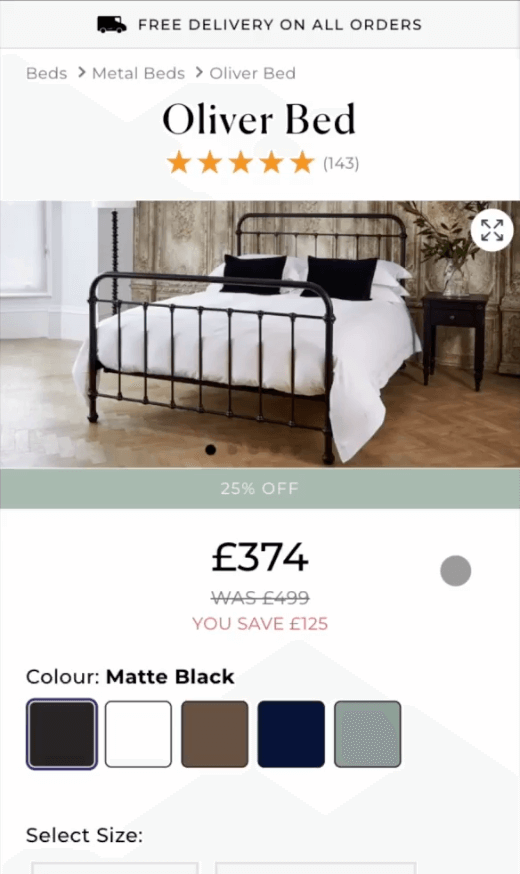 FREE DELIVERY ON ALL ORDERS
Beds > Metal Beds > Oliver Bed
Oliver Bed
(143)
25% OFF
£374
WAS £499
YOU SAVE £125
Colour: Matte Black
Select Size: